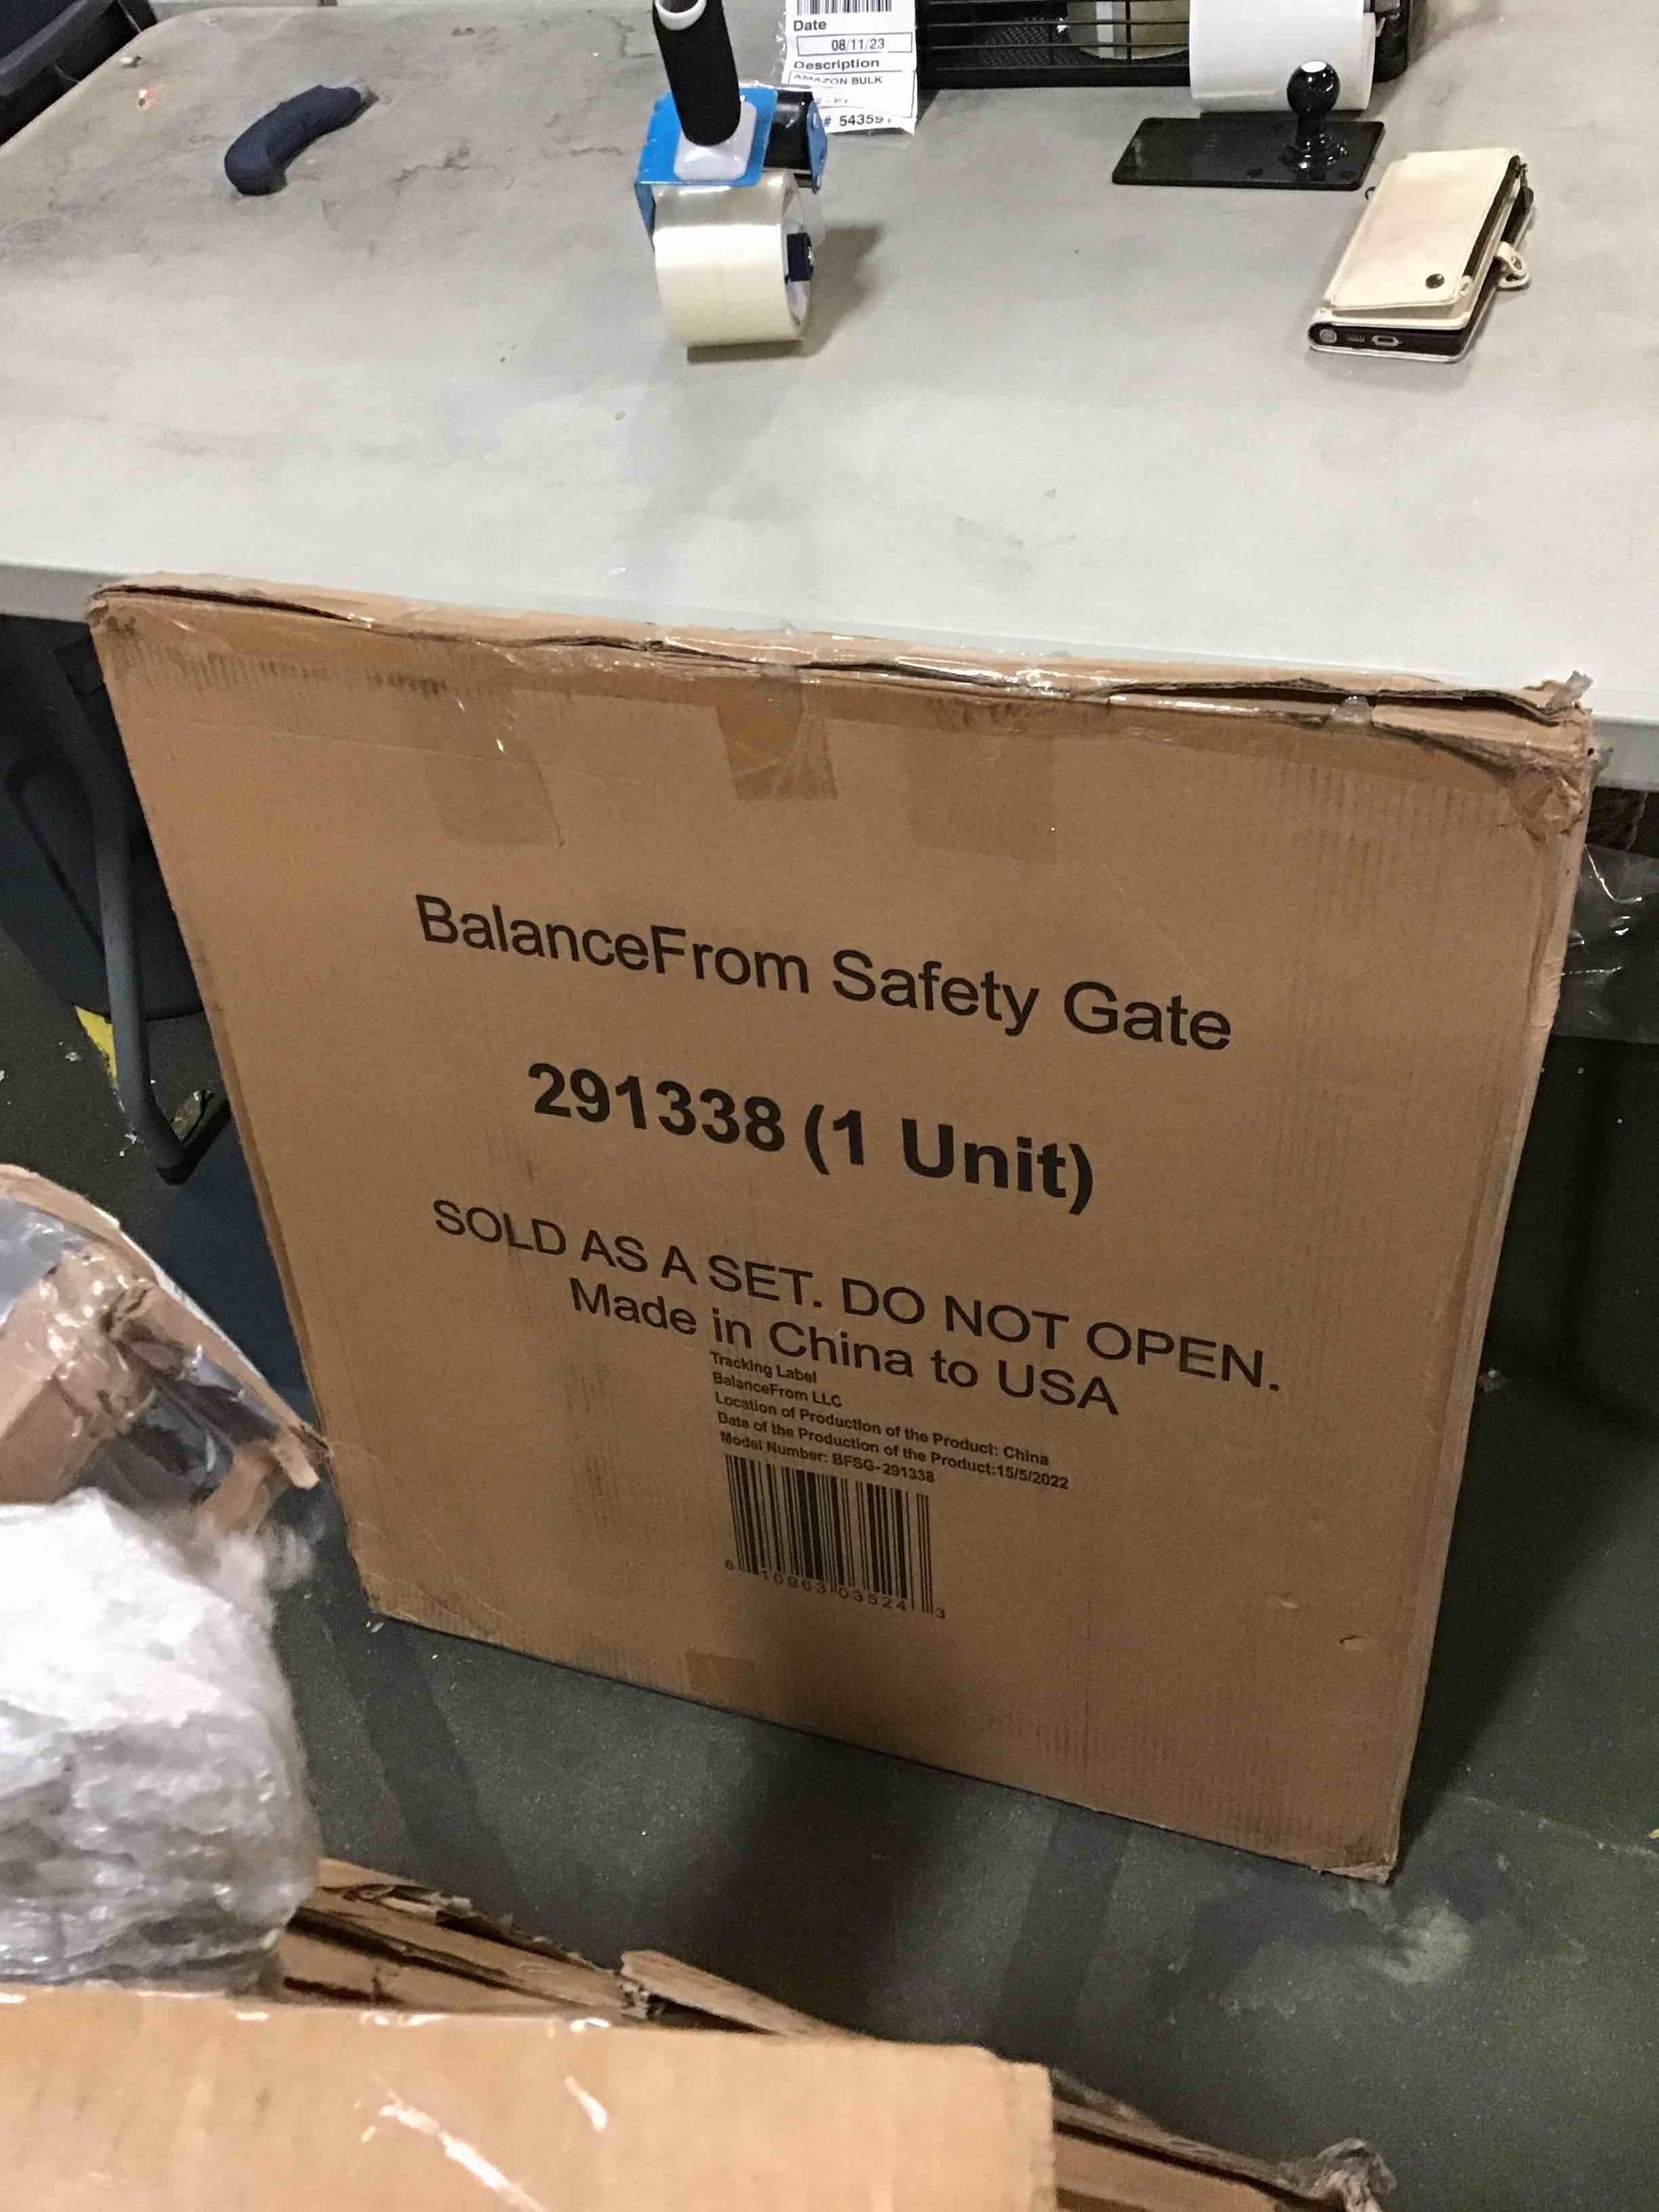 Date
08/11/23
Description
AMAZON BULK
# 543591
BalanceFrom Safety Gate
291338 (1 Unit)
SOLD AS A SET. DO NOT OPEN.
Made in China to USA
Tracking Label
BalanceFrom LLC
Location of Production of the Product: China
Date of the Production of the Product:15/5/2022
Model Number: BFSG-291338
8 10963 03524 3